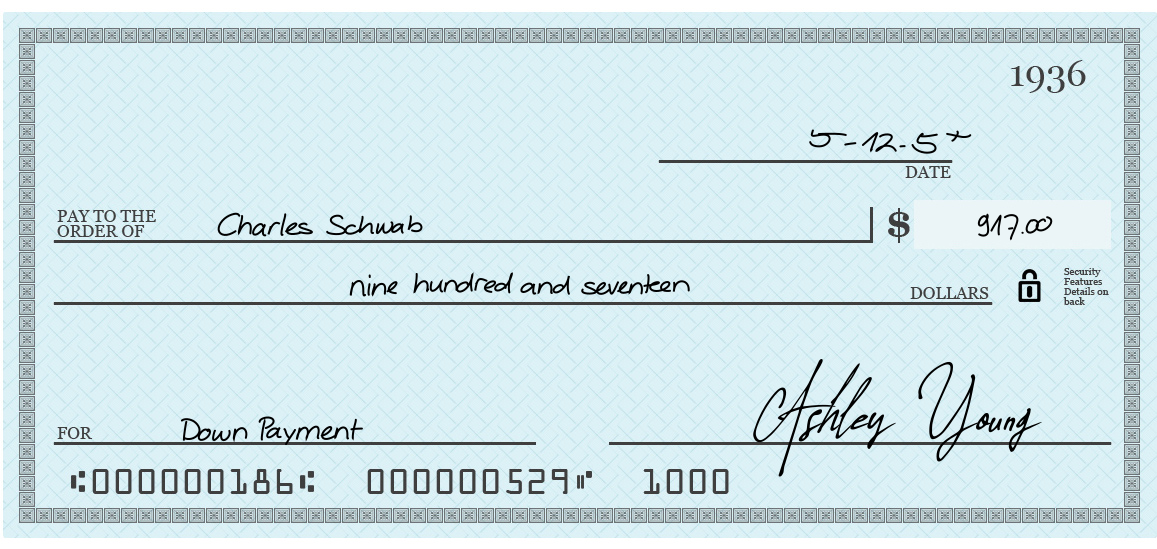 1936
5-12-57
DATE
PAY TO THE
ORDER OF
Charles Schwab
$
917.00
nine hundred and seventeen
DOLLARS
Security
Features
Details on
back
FOR
Down Payment
Ashley Young
⑆000000186⑆ 000000529⑈ 1000